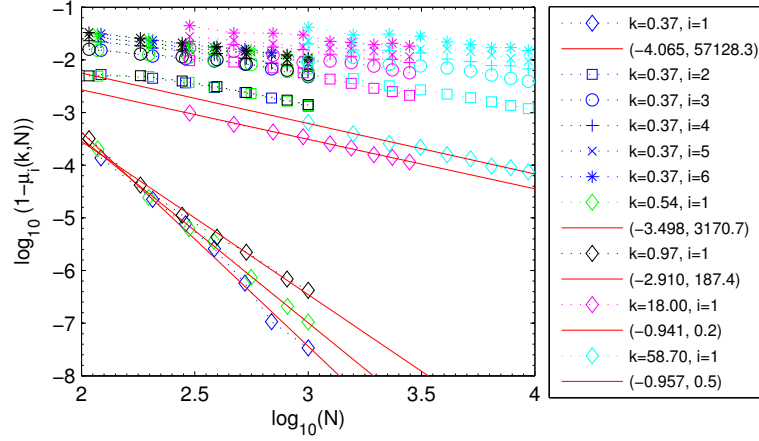 -1
-2
-3
-4
-5
-6
-7
-8
2 2.5 3 3.5 4
log10(N)
log10 (1-μi(k,N))
k=0.37, i=1
(-4.065, 57128.3)
k=0.37, i=2
k=0.37, i=3
k=0.37, i=4
k=0.37, i=5
k=0.37, i=6
k=0.54, i=1
(-3.498, 3170.7)
k=0.97, i=1
(-2.910, 187.4)
k=18.00, i=1
(-0.941, 0.2)
k=58.70, i=1
(-0.957, 0.5)